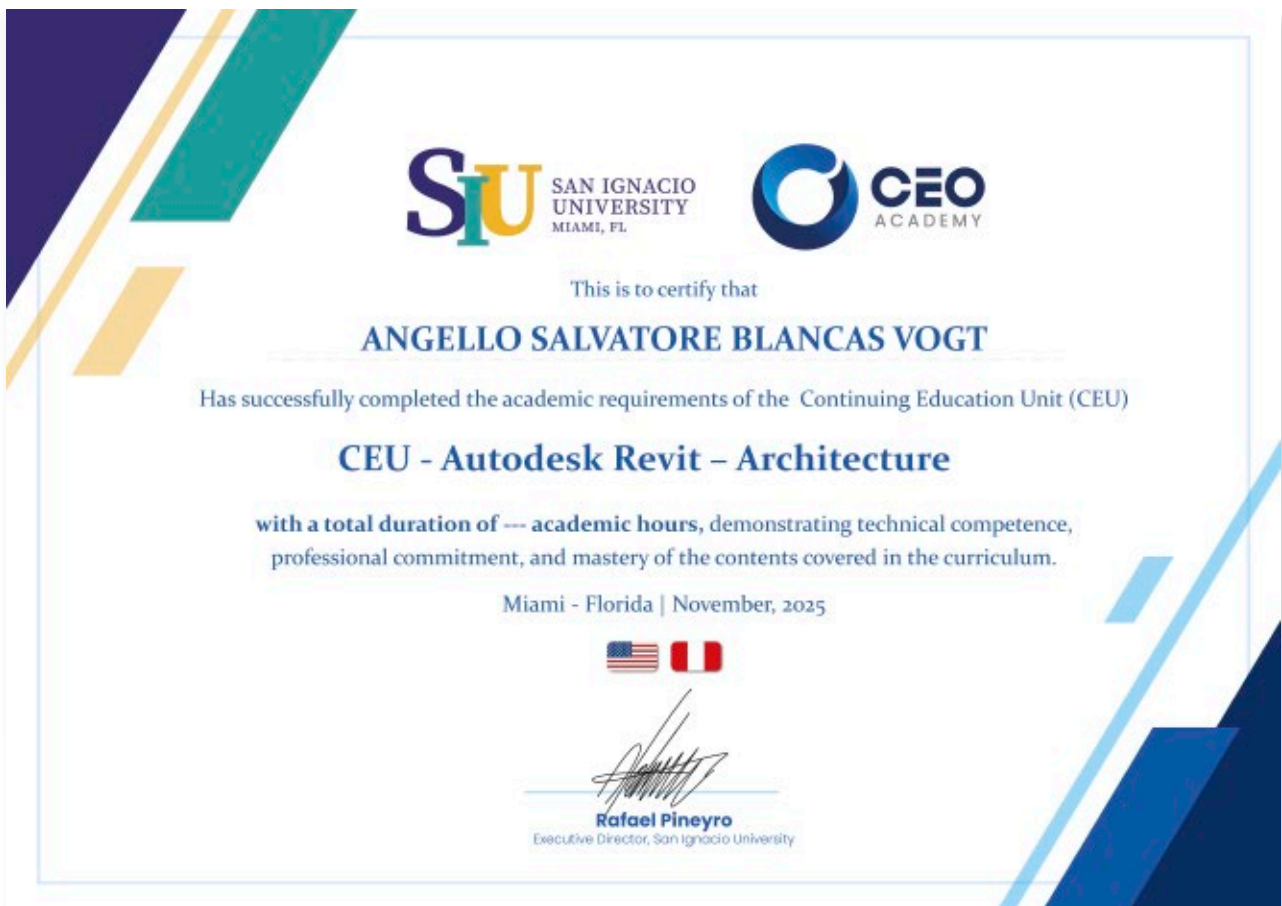 SIU
SAN IGNACIO
UNIVERSITY
MIAMI, FL
CEO
ACADEMY
This is to certify that
ANGELLO SALVATORE BLANCAS VOGT
Has successfully completed the academic requirements of the Continuing Education Unit (CEU)
CEU - Autodesk Revit – Architecture
with a total duration of --- academic hours, demonstrating technical competence,
professional commitment, and mastery of the contents covered in the curriculum.
Miami - Florida | November, 2025
Rafael Pineyro
Executive Director, San Ignacio University